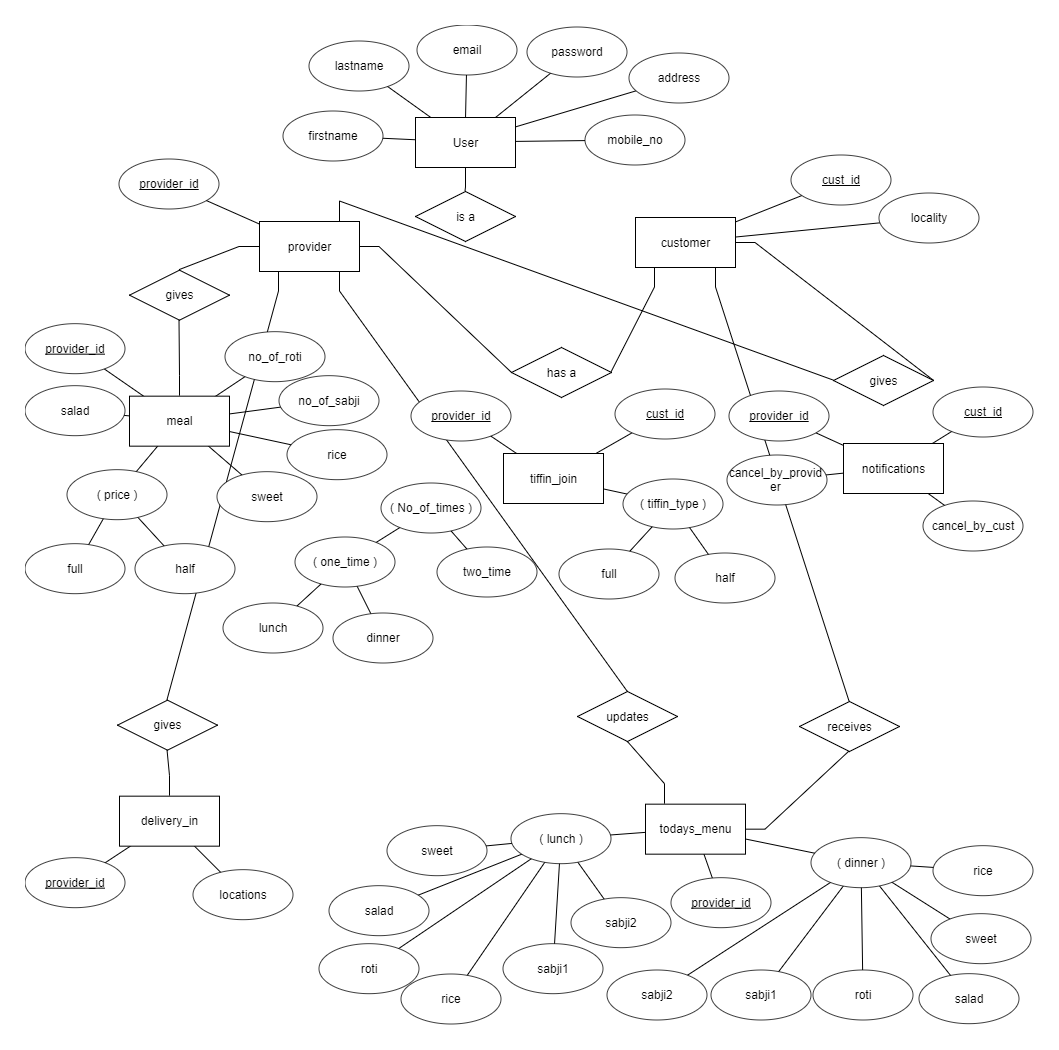 email
password
lastname
address
firstname
User
mobile_no
provider_id
cust_id
is a
locality
provider
customer
gives
provider_id
no_of_roti
has a
gives
salad
meal
no_of_sabji
provider_id
cust_id
provider_id
cust_id
rice
tiffin_join
notifications
cancel_by_provid
er
( price )
sweet
( No_of_times )
( tiffin_type )
cancel_by_cust
full
half
( one_time )
two_time
full
half
lunch
dinner
gives
updates
receives
delivery_in
todays_menu
sweet
( lunch )
( dinner )
rice
provider_id
locations
salad
sabji2
provider_id
sweet
roti
sabji1
rice
sabji2
sabji1
roti
salad